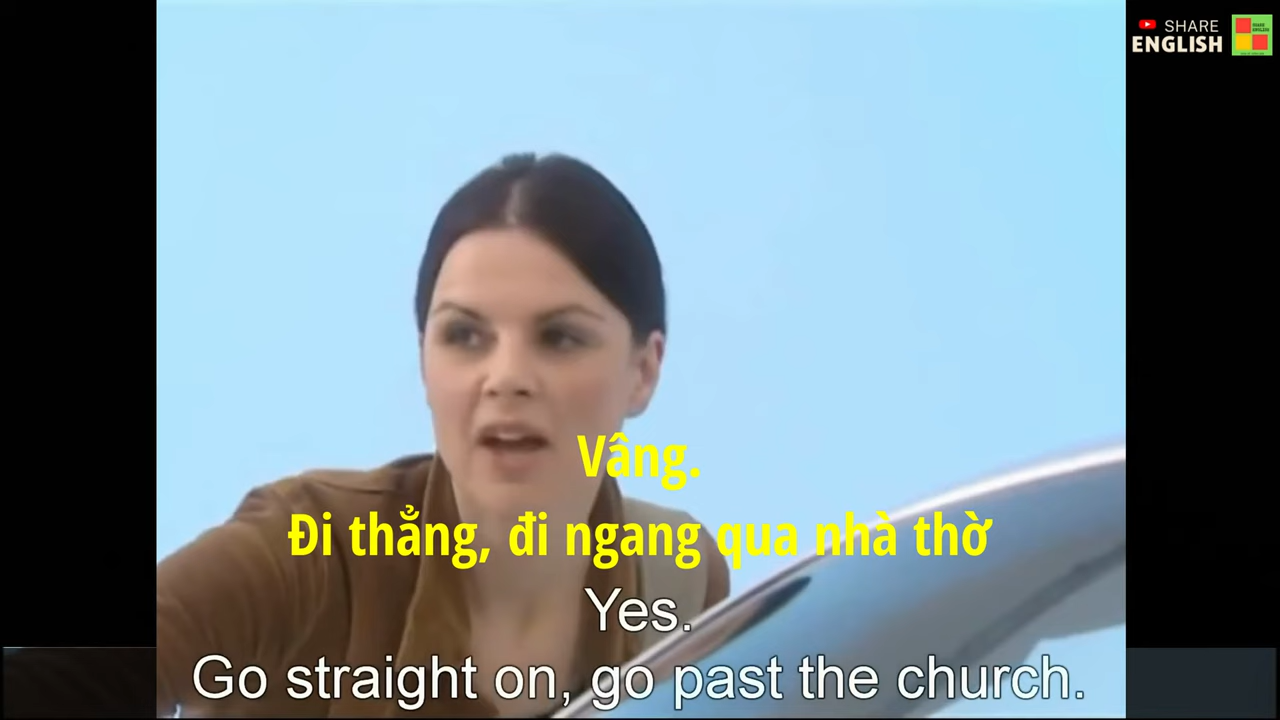 SHARE
ENGLISH
Vâng.
Đi thẳng, đi ngang qua nhà thờ
Yes.
Go straight on, go past the church.